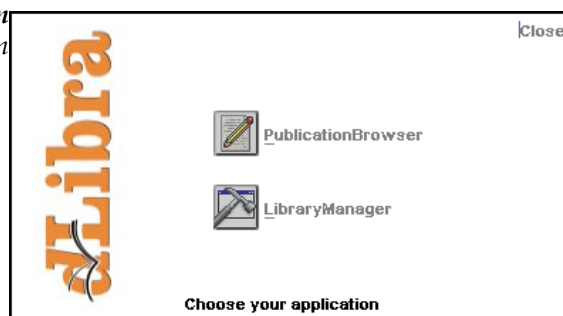 n
n
Close
dLibra
PublicationBrowser
LibraryManager
Choose your application